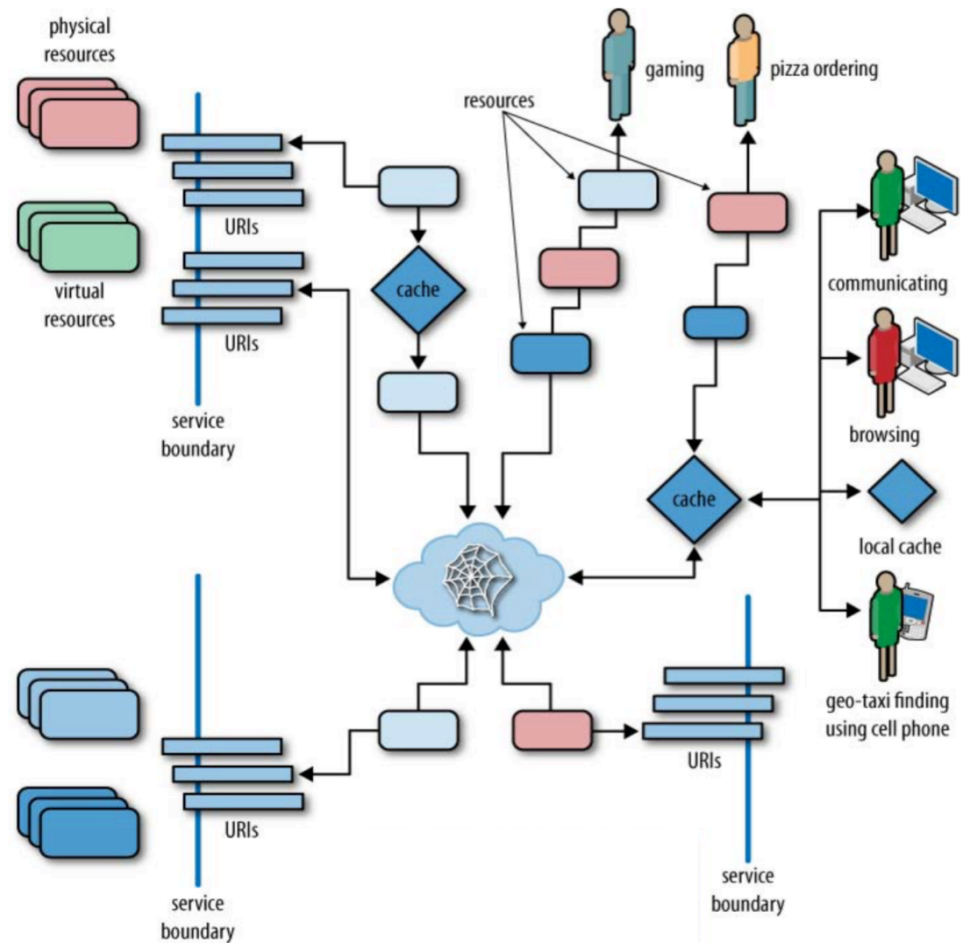 physical
resources
gaming
pizza ordering
resources
URIs
cache
virtual
resources
URIs
communicating
service
boundary
browsing
cache
local cache
geo-taxi finding
using cell phone
URIs
URIs
service
boundary
service
boundary